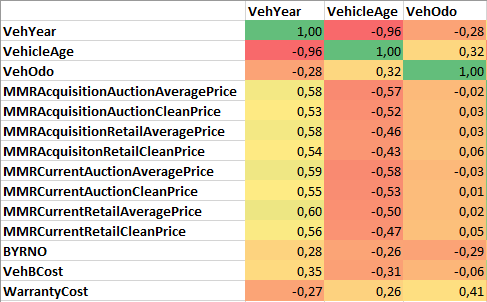 VehYear VehicleAge VehOdo
VehYear 1,00 -0,96 -0,28
VehicleAge -0,96 1,00 0,32
VehOdo -0,28 0,32 1,00
MMRAcquisitionAuctionAveragePrice 0,58 -0,57 -0,02
MMRAcquisitionAuctionCleanPrice 0,53 -0,52 0,03
MMRAcquisitionRetailAveragePrice 0,58 -0,46 0,03
MMRAcquisitonRetailCleanPrice 0,54 -0,43 0,06
MMRCurrentAuctionAveragePrice 0,59 -0,58 -0,03
MMRCurrentAuctionCleanPrice 0,55 -0,53 0,01
MMRCurrentRetailAveragePrice 0,60 -0,50 0,02
MMRCurrentRetailCleanPrice 0,56 -0,47 0,05
BYRNO 0,28 -0,26 -0,29
VehBCost 0,35 -0,31 -0,06
WarrantyCost -0,27 0,26 0,41